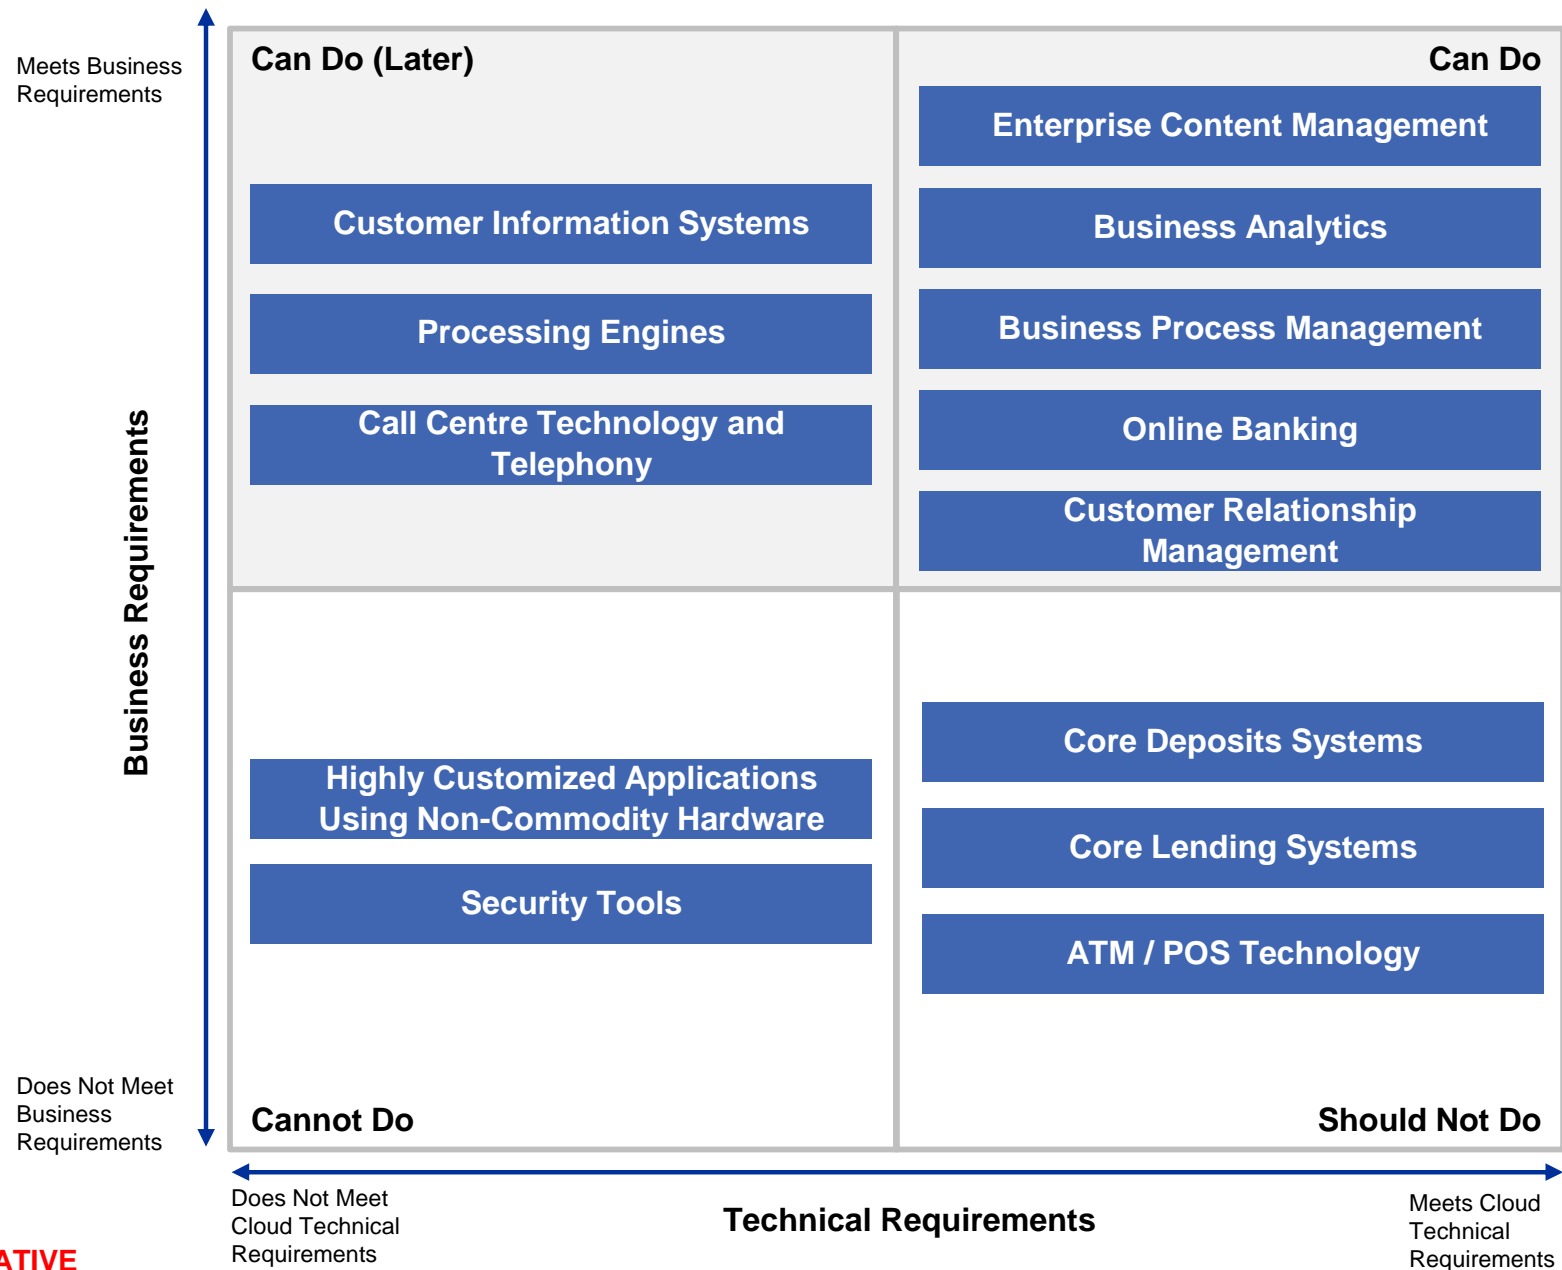 Meets Business
Requirements
Can Do (Later)
Can Do
Enterprise Content Management
Customer Information Systems
Business Analytics
Processing Engines
Business Process Management
Call Centre Technology and
Telephony
Online Banking
Customer Relationship
Management
Business Requirements
Highly Customized Applications
Using Non-Commodity Hardware
Security Tools
Core Deposits Systems
Core Lending Systems
ATM / POS Technology
Does Not Meet
Business
Requirements
Cannot Do
Should Not Do
Does Not Meet
Cloud Technical
Requirements
Technical Requirements
Meets Cloud
Technical
Requirements
ATIVE